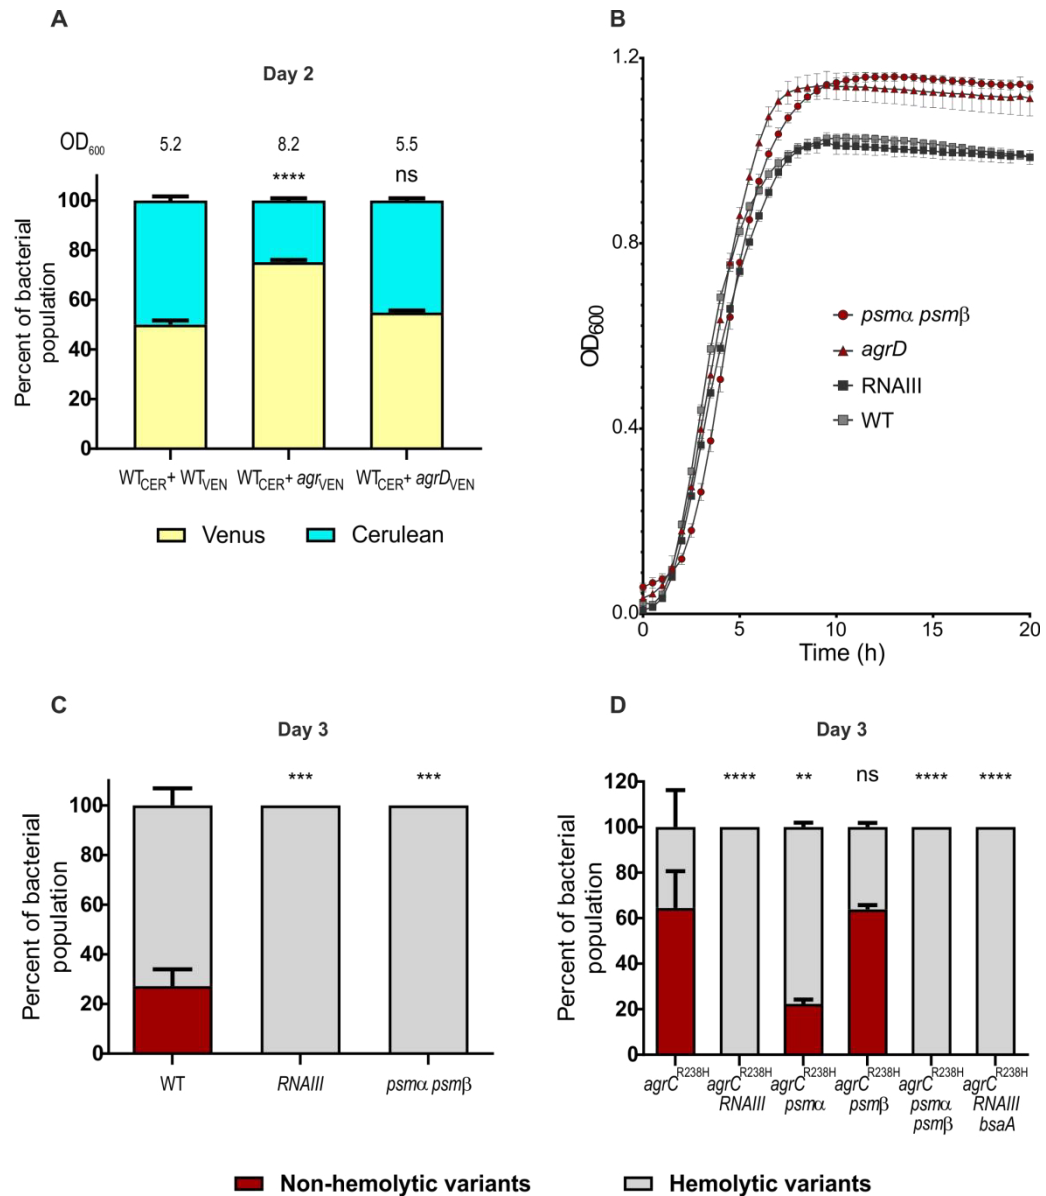 A
Day 2
OD600 5.2 8.2 5.5
**** ns
100
80
60
40
20
0
Percent of bacterial
population
WTCER+ WTVEN WTCER+ agrVEN WTCER+ agrDVEN
Venus Cerulean
B
1.2
0.8
0.4
0.0
OD600
psmα psmβ
agrD
RNAIII
WT
0 5 10 15 20
Time (h)
C
Day 3
*** ***
100
80
60
40
20
0
Percent of bacterial
population
WT RNAIII psmα psmβ
D
Day 3
**** ** ns **** ****
120
100
80
60
40
20
0
Percent of bacterial
population
agrCR238H agrCR238H agrCR238H agrCR238H agrCR238H agrCR238H
RNAIII psmα psmβ psmα RNAIII
psmβ bsaA
Non-hemolytic variants Hemolytic variants